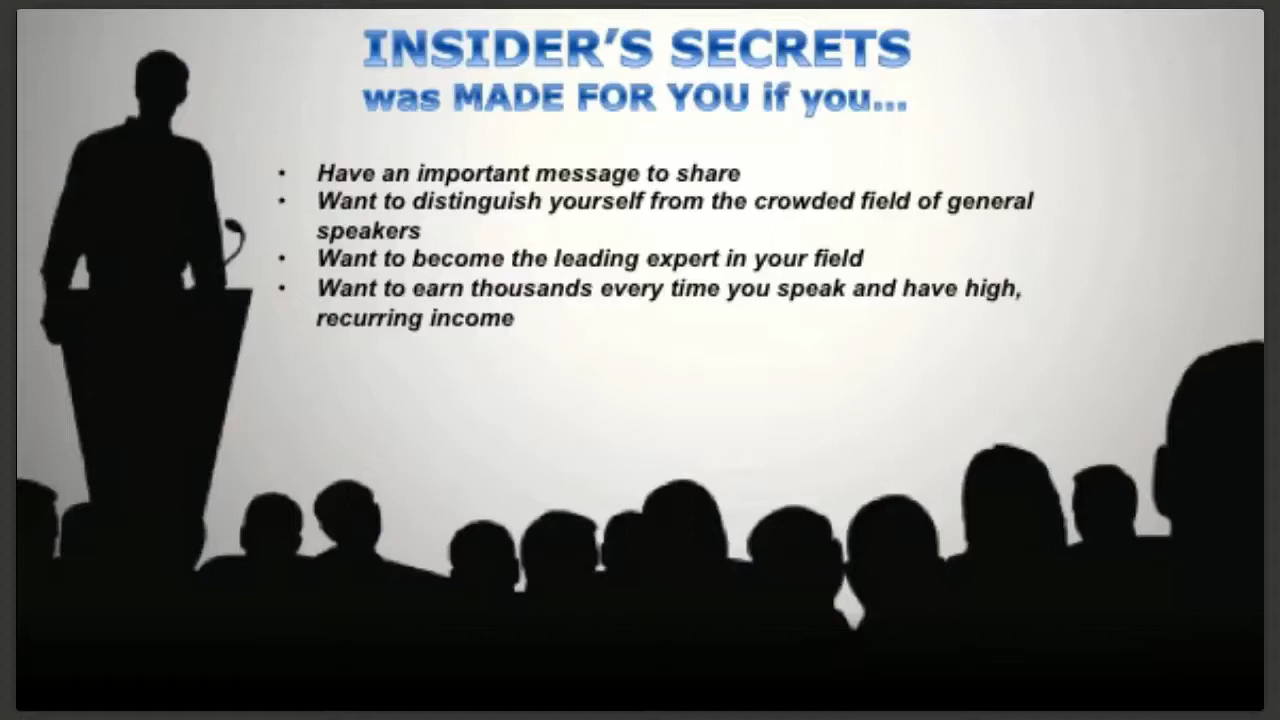 INSIDER’S SECRETS
was MADE FOR YOU if you...
• Have an important message to share
• Want to distinguish yourself from the crowded field of general
speakers
• Want to become the leading expert in your field
• Want to earn thousands every time you speak and have high,
recurring income